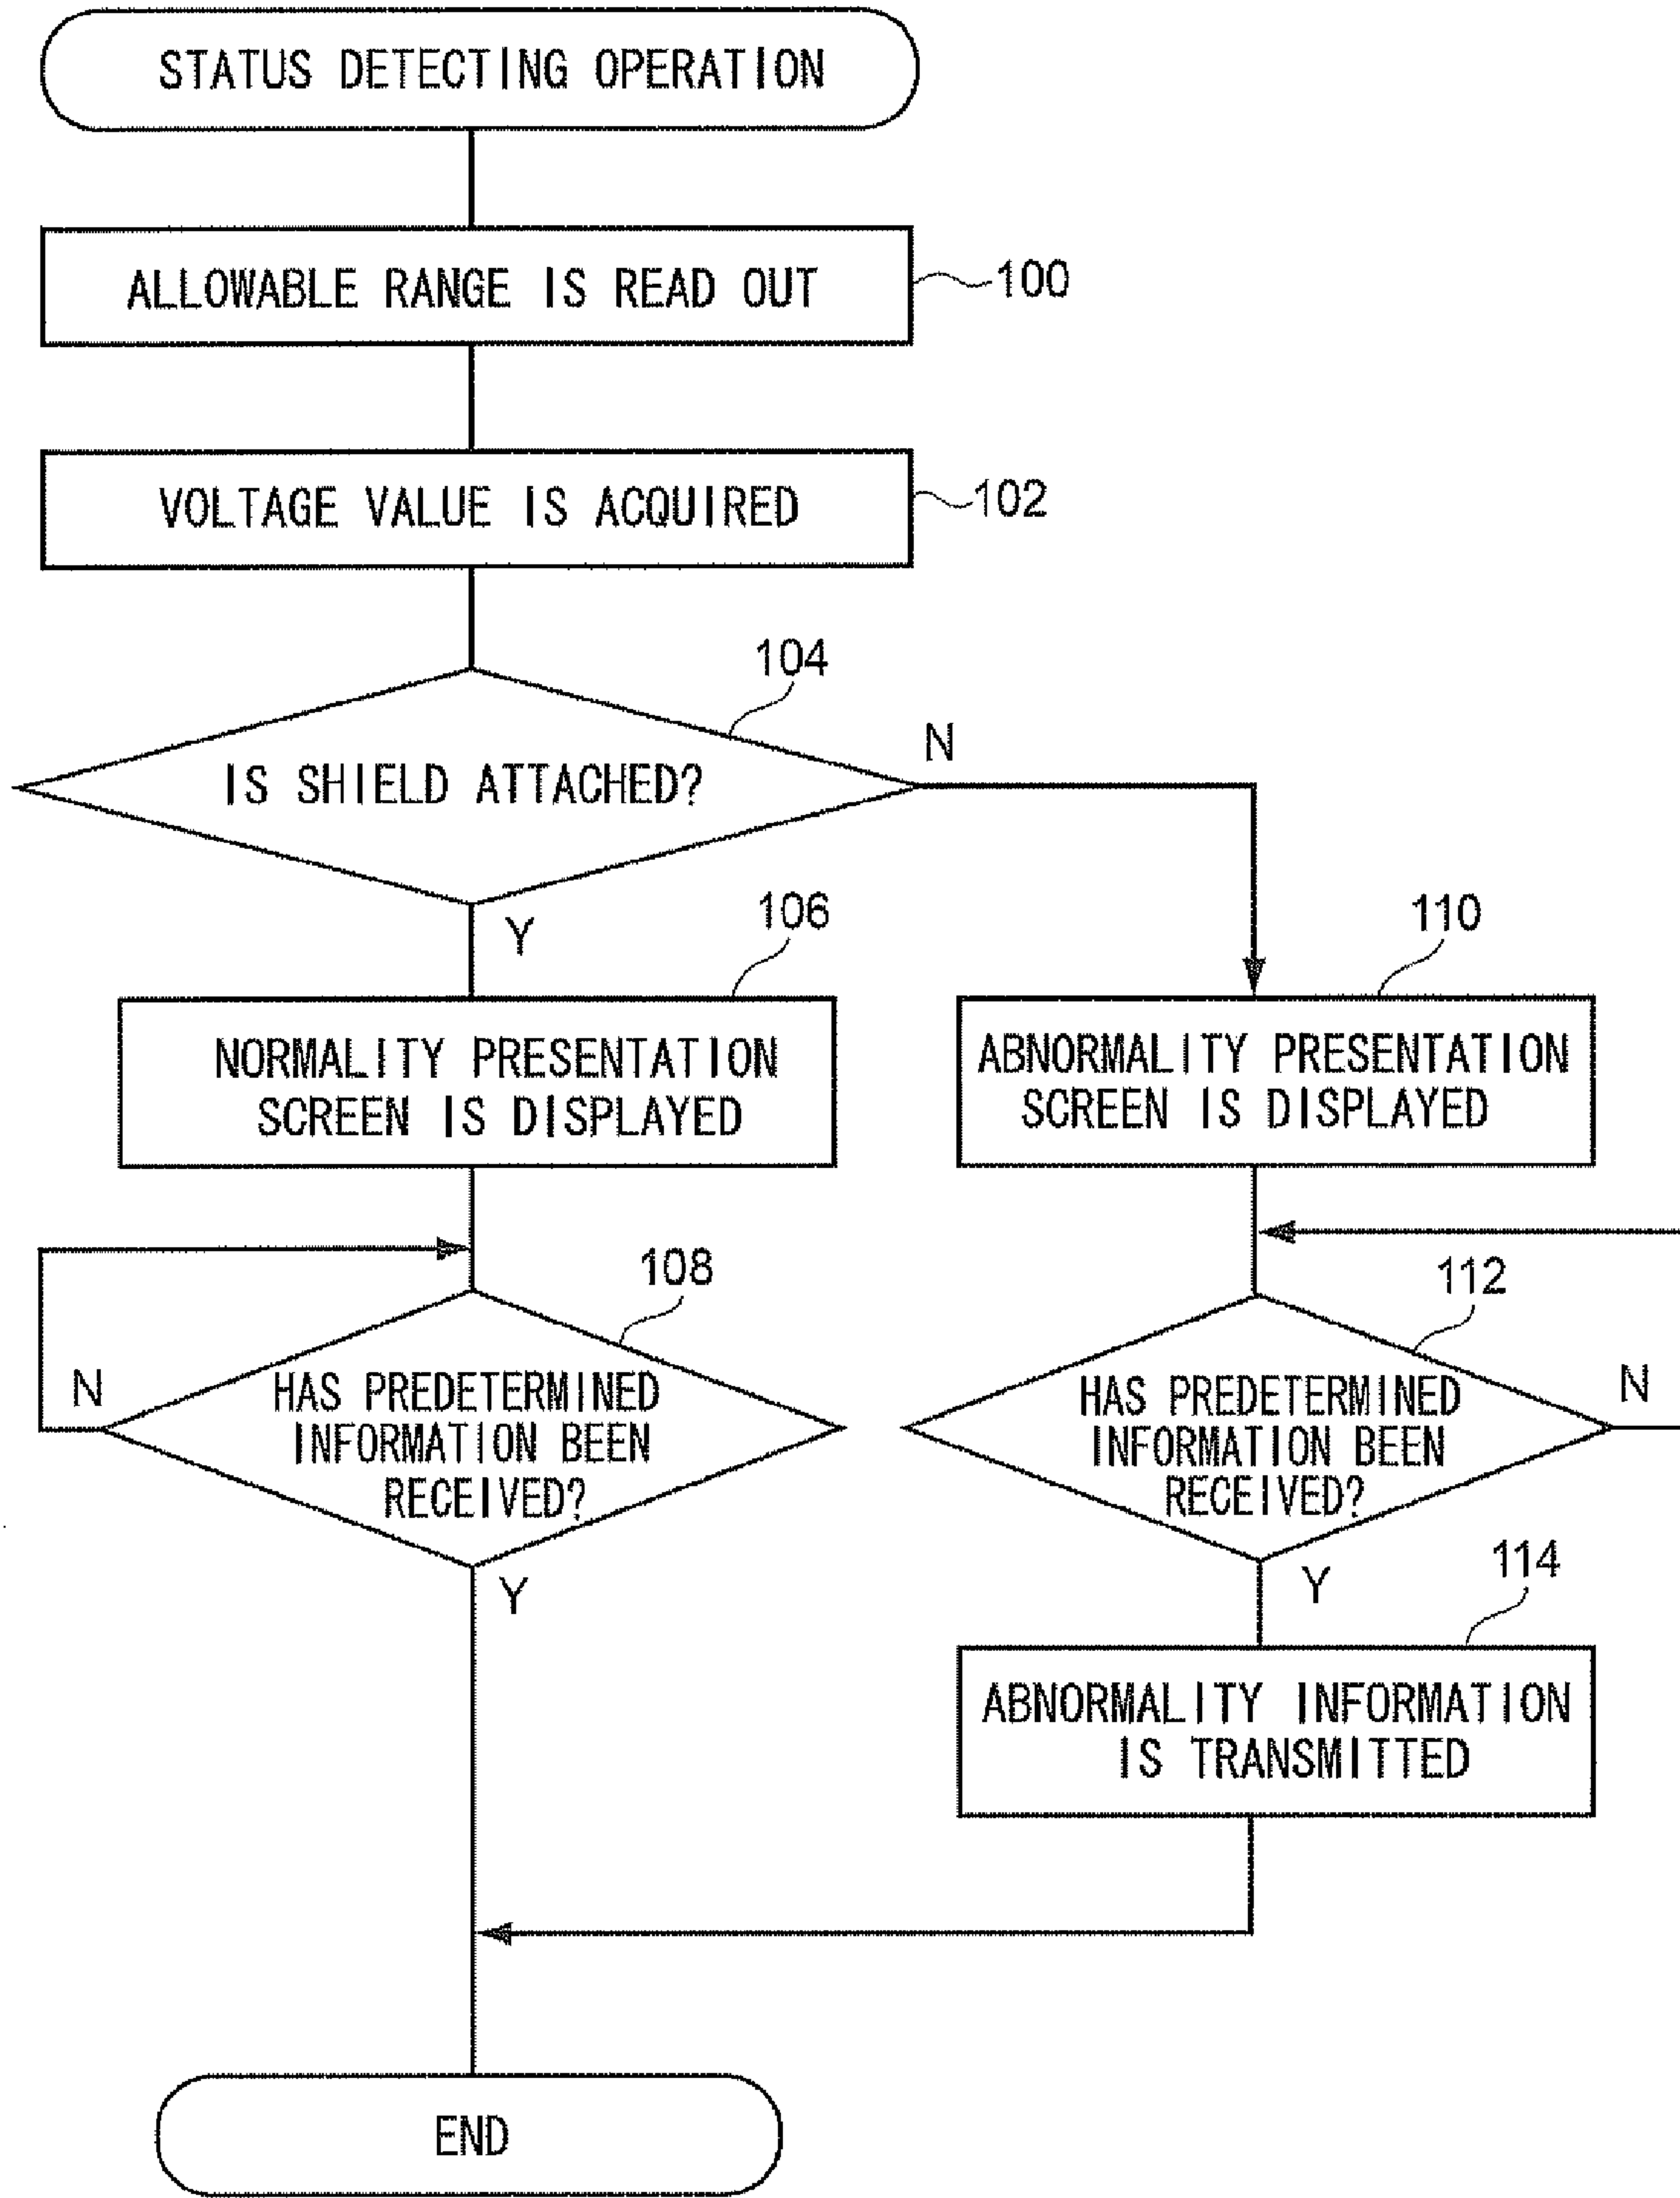 STATUS DETECTING OPERATION
ALLOWABLE RANGE IS READ OUT
100
VOLTAGE VALUE IS ACQUIRED
102
104
IS SHIELD ATTACHED?
N
Y
106
NORMALITY PRESENTATION
SCREEN IS DISPLAYED
110
ABNORMALITY PRESENTATION
SCREEN IS DISPLAYED
108
HAS PREDETERMINED
INFORMATION BEEN
RECEIVED?
N
Y
112
HAS PREDETERMINED
INFORMATION BEEN
RECEIVED?
N
Y
114
ABNORMALITY INFORMATION
IS TRANSMITTED
END